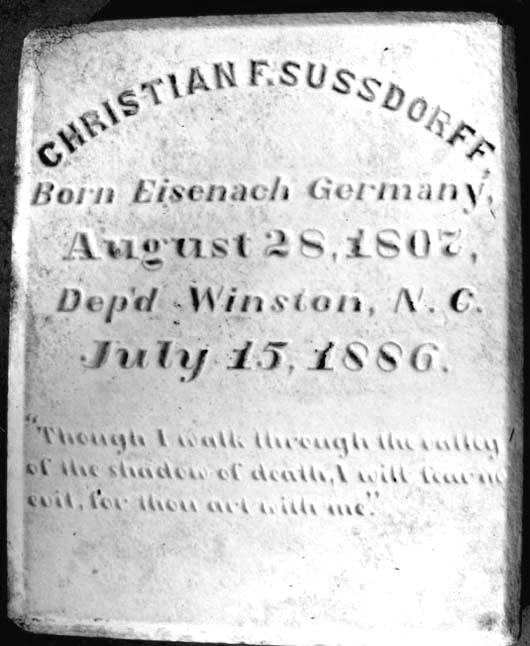 CHRISTIAN F. SUSSDORFF,
Born Eisenach Germany,
August 28, 1807,
Dep'd Winston, N. C.
July 15, 1886.
"Though I walk through the valley
of the shadow of death, I will fear no
evil, for thou art with me."